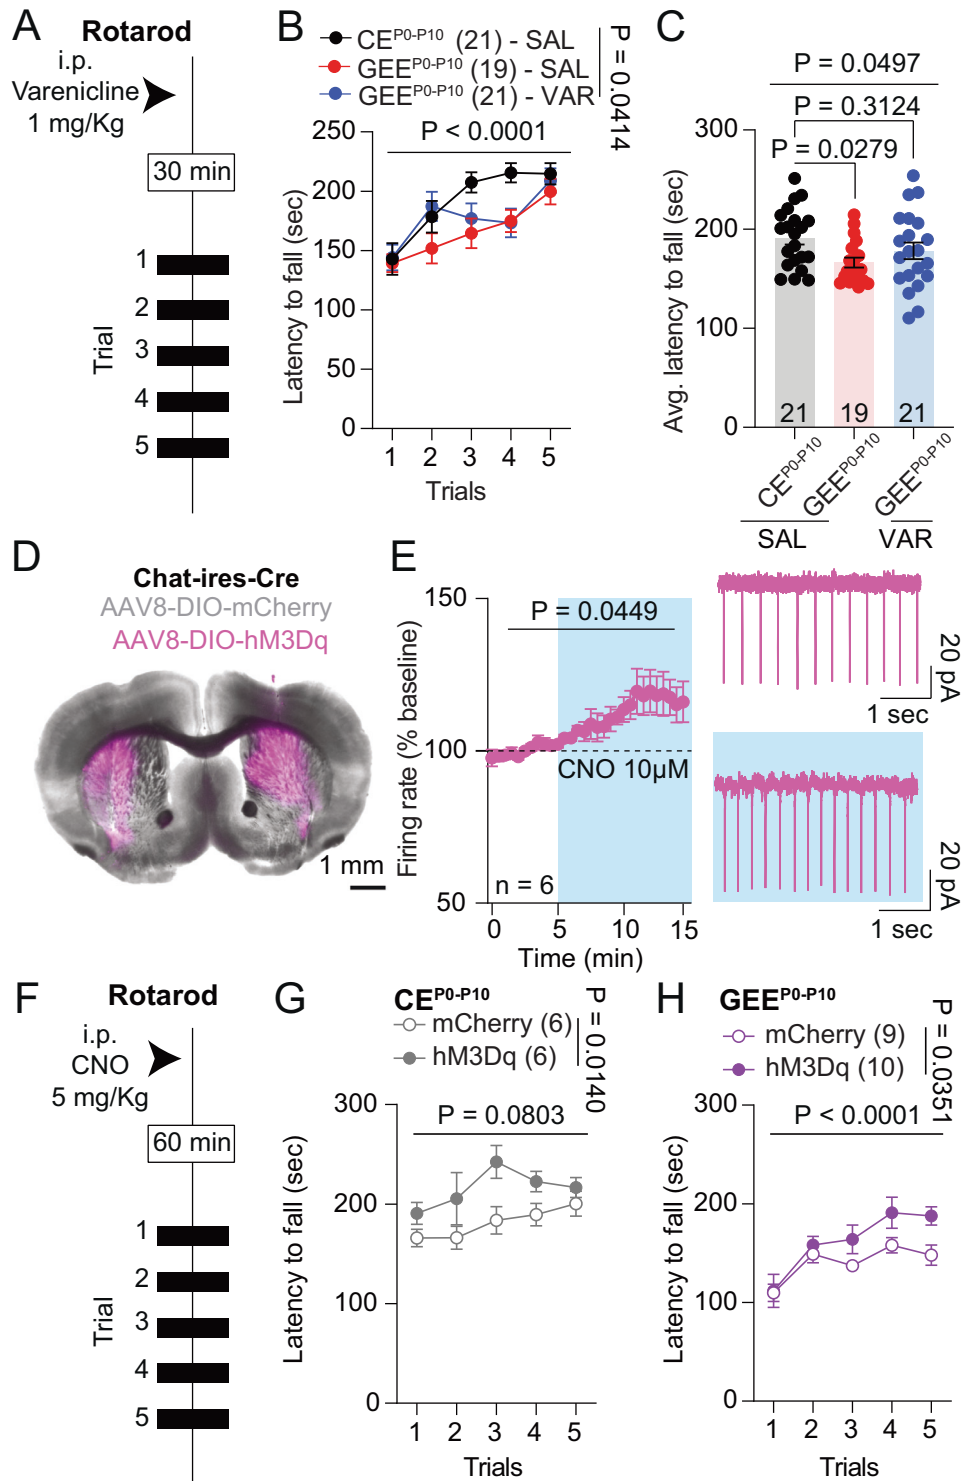 A
Rotarod
i.p.
Varenicline
1 mg/Kg
30 min
Trial
1
2
3
4
5
B
CE^P0-P10 (21) - SAL
GEE^P0-P10 (19) - SAL
GEE^P0-P10 (21) - VAR
P = 0.0414
P < 0.0001
Latency to fall (sec)
250
200
150
100
50
0
1 2 3 4 5
Trials
C
P = 0.0497
P = 0.3124
P = 0.0279
Avg. latency to fall (sec)
300
200
100
0
21 19 21
CE^P0-P10 GEE^P0-P10 GEE^P0-P10
SAL VAR
D
Chat-ires-Cre
AAV8-DIO-mCherry
AAV8-DIO-hM3Dq
1 mm
E
Firing rate (% baseline)
150
100
50
P = 0.0449
CNO 10µM
n = 6
0 5 10 15
Time (min)
20 pA
1 sec
20 pA
1 sec
F
Rotarod
i.p.
CNO
5 mg/Kg
60 min
Trial
1
2
3
4
5
G
CE^P0-P10
mCherry (6)
hM3Dq (6)
P = 0.0140
P = 0.0803
Latency to fall (sec)
300
200
100
0
1 2 3 4 5
Trials
H
GEE^P0-P10
mCherry (9)
hM3Dq (10)
P = 0.0351
P < 0.0001
Latency to fall (sec)
300
200
100
0
1 2 3 4 5
Trials